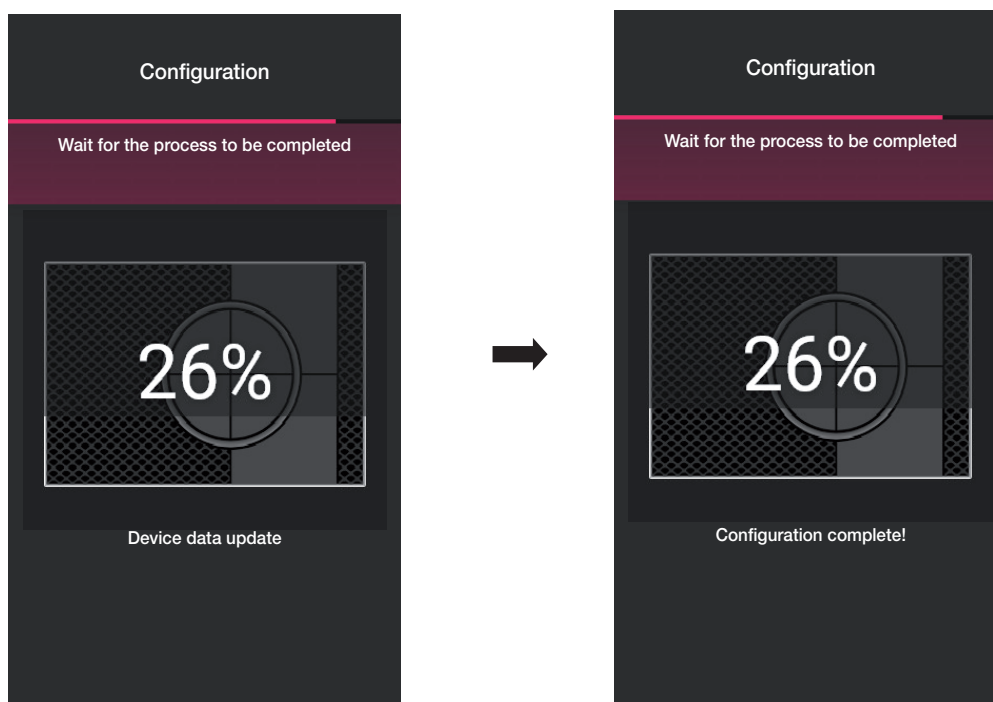 Configuration
Wait for the process to be completed
26%
Device data update
Configuration
Wait for the process to be completed
26%
Configuration complete!